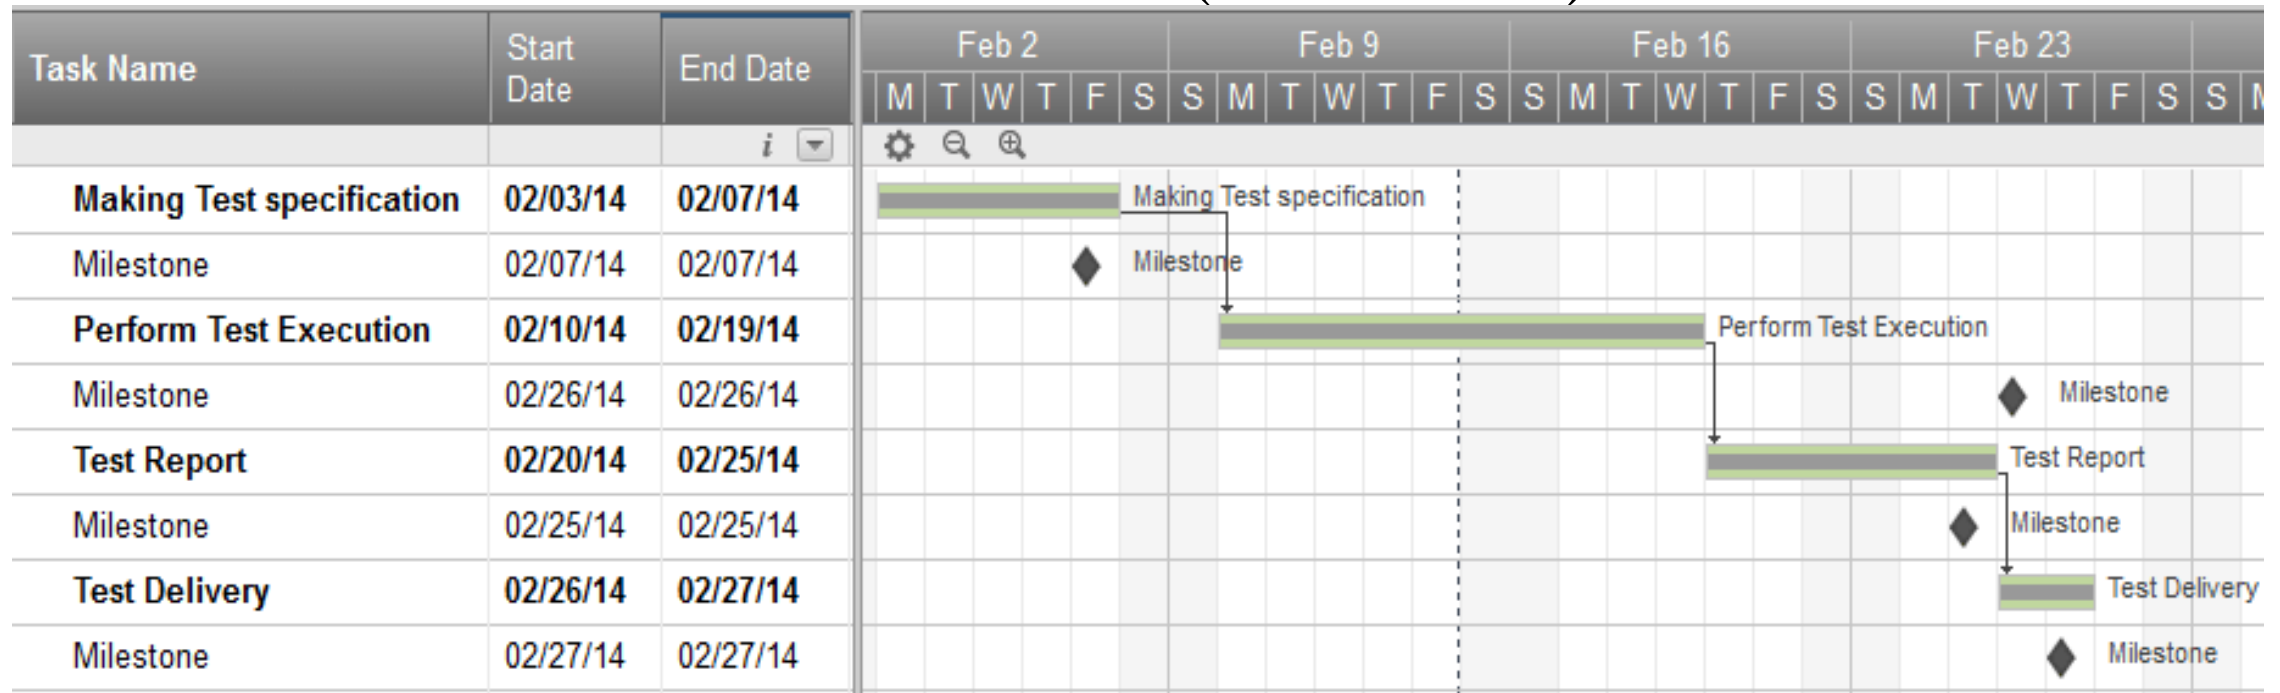 Task Name Start Date End Date Feb 2 Feb 9 Feb 16 Feb 23
M T W T F S S M T W T F S S M T W T F S S M T W T F S S
i
Making Test specification 02/03/14 02/07/14 Making Test specification
Milestone 02/07/14 02/07/14 Milestone
Perform Test Execution 02/10/14 02/19/14 Perform Test Execution
Milestone 02/26/14 02/26/14 Milestone
Test Report 02/20/14 02/25/14 Test Report
Milestone 02/25/14 02/25/14 Milestone
Test Delivery 02/26/14 02/27/14 Test Delivery
Milestone 02/27/14 02/27/14 Milestone